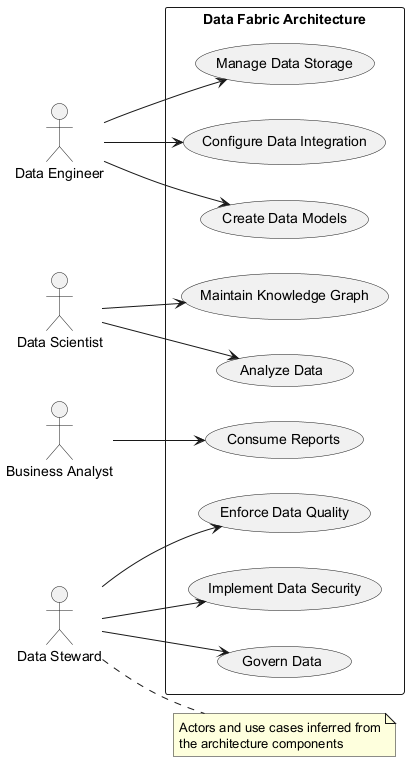 Data Fabric Architecture
Manage Data Storage
Configure Data Integration
Data Engineer
Create Data Models
Maintain Knowledge Graph
Data Scientist
Analyze Data
Consume Reports
Business Analyst
Enforce Data Quality
Implement Data Security
Data Steward
Govern Data
Actors and use cases inferred from
the architecture components